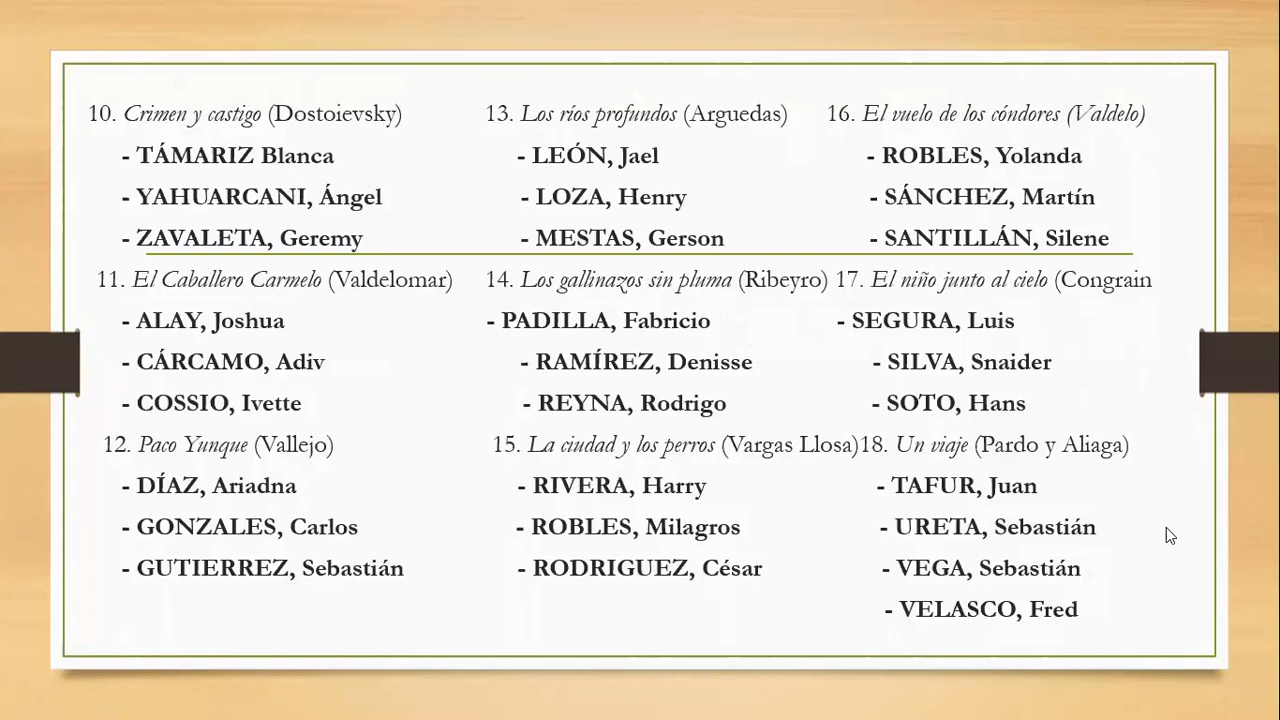 10. Crimen y castigo (Dostoievsky)
- TÁMARIZ Blanca
- YAHUARCANI, Ángel
- ZAVALETA, Geremy
11. El Caballero Carmelo (Valdelomar)
- ALAY, Joshua
- CÁRCAMO, Adiv
- COSSIO, Ivette
12. Paco Yunque (Vallejo)
- DÍAZ, Ariadna
- GONZALES, Carlos
- GUTIERREZ, Sebastián
13. Los ríos profundos (Arguedas)
- LEÓN, Jael
- LOZA, Henry
- MESTAS, Gerson
14. Los gallinazos sin pluma (Ribeyro)
- PADILLA, Fabricio
- RAMÍREZ, Denisse
- REYNA, Rodrigo
15. La ciudad y los perros (Vargas Llosa)
- RIVERA, Harry
- ROBLES, Milagros
- RODRIGUEZ, César
16. El vuelo de los cóndores (Valdelo)
- ROBLES, Yolanda
- SÁNCHEZ, Martín
- SANTILLÁN, Silene
17. El niño junto al cielo (Congrain
- SEGURA, Luis
- SILVA, Snaider
- SOTO, Hans
18. Un viaje (Pardo y Aliaga)
- TAFUR, Juan
- URETA, Sebastián
- VEGA, Sebastián
- VELASCO, Fred